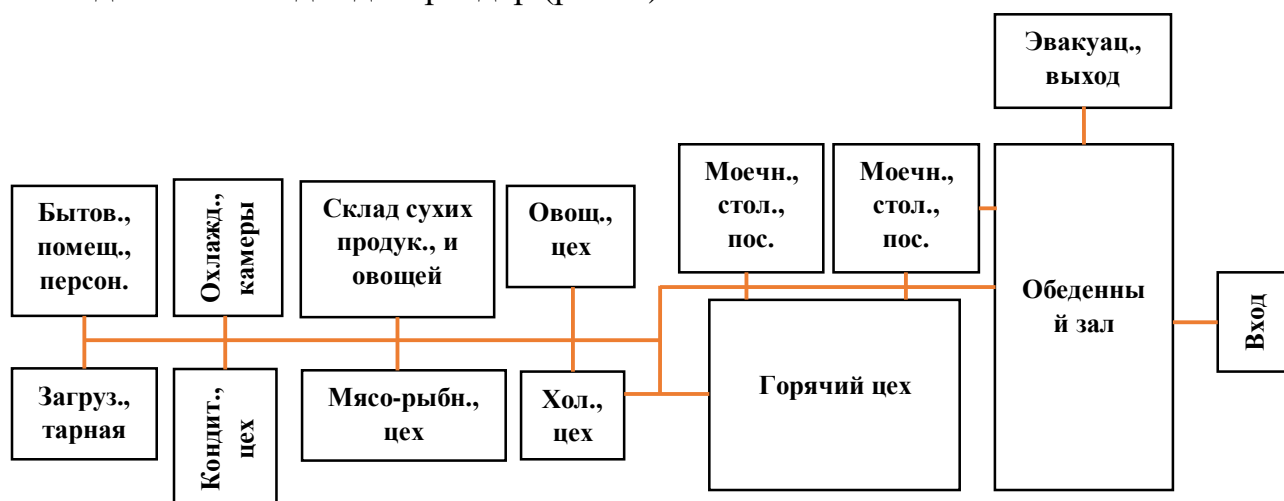 Эвакуац.,
выход
Моечн.,
стол.,
пос.
Моечн.,
стол.,
пос.
Бытов.,
помещ.,
персон.
Охлажд.,
камеры
Склад сухих
продук., и
овощей
Овощ.,
цех
Обеденны
й зал
Вход
Загруз.,
тарная
Кондит.,
цех
Мясо-рыбн.,
цех
Хол.,
цех
Горячий цех